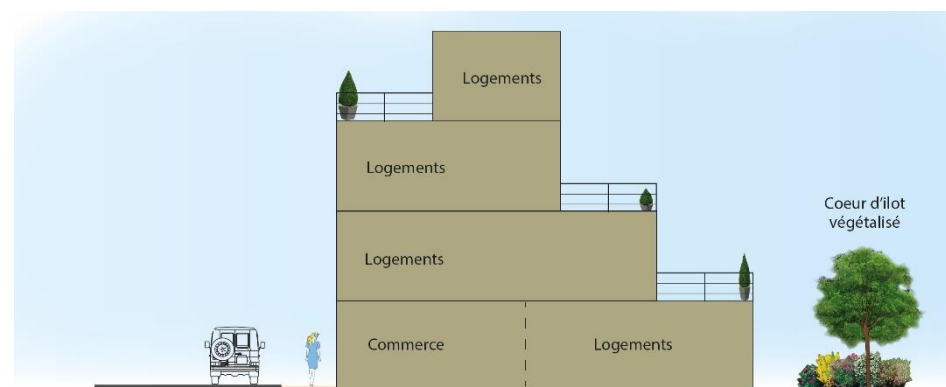 Logements
Logements
Coeur d'ilot
végétalisé
Logements
Commerce
Logements